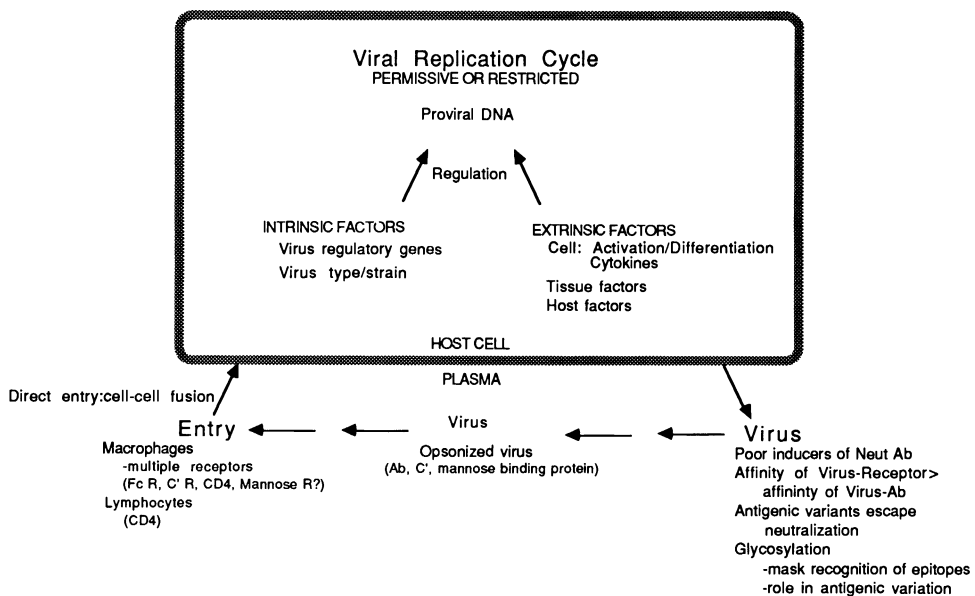 Viral Replication Cycle
PERMISSIVE OR RESTRICTED
Proviral DNA
Regulation
INTRINSIC FACTORS
Virus regulatory genes
Virus type/strain
EXTRINSIC FACTORS
Cell: Activation/Differentiation
Cytokines
Tissue factors
Host factors
HOST CELL
PLASMA
Direct entry:cell-cell fusion
Entry
Macrophages
-multiple receptors
(Fc R, C' R, CD4, Mannose R?)
Lymphocytes
(CD4)
Virus
Opsonized virus
(Ab, C', mannose binding protein)
Virus
Poor inducers of Neut Ab
Affinity of Virus-Receptor>
affininty of Virus-Ab
Antigenic variants escape
neutralization
Glycosylation
-mask recognition of epitopes
-role in antigenic variation